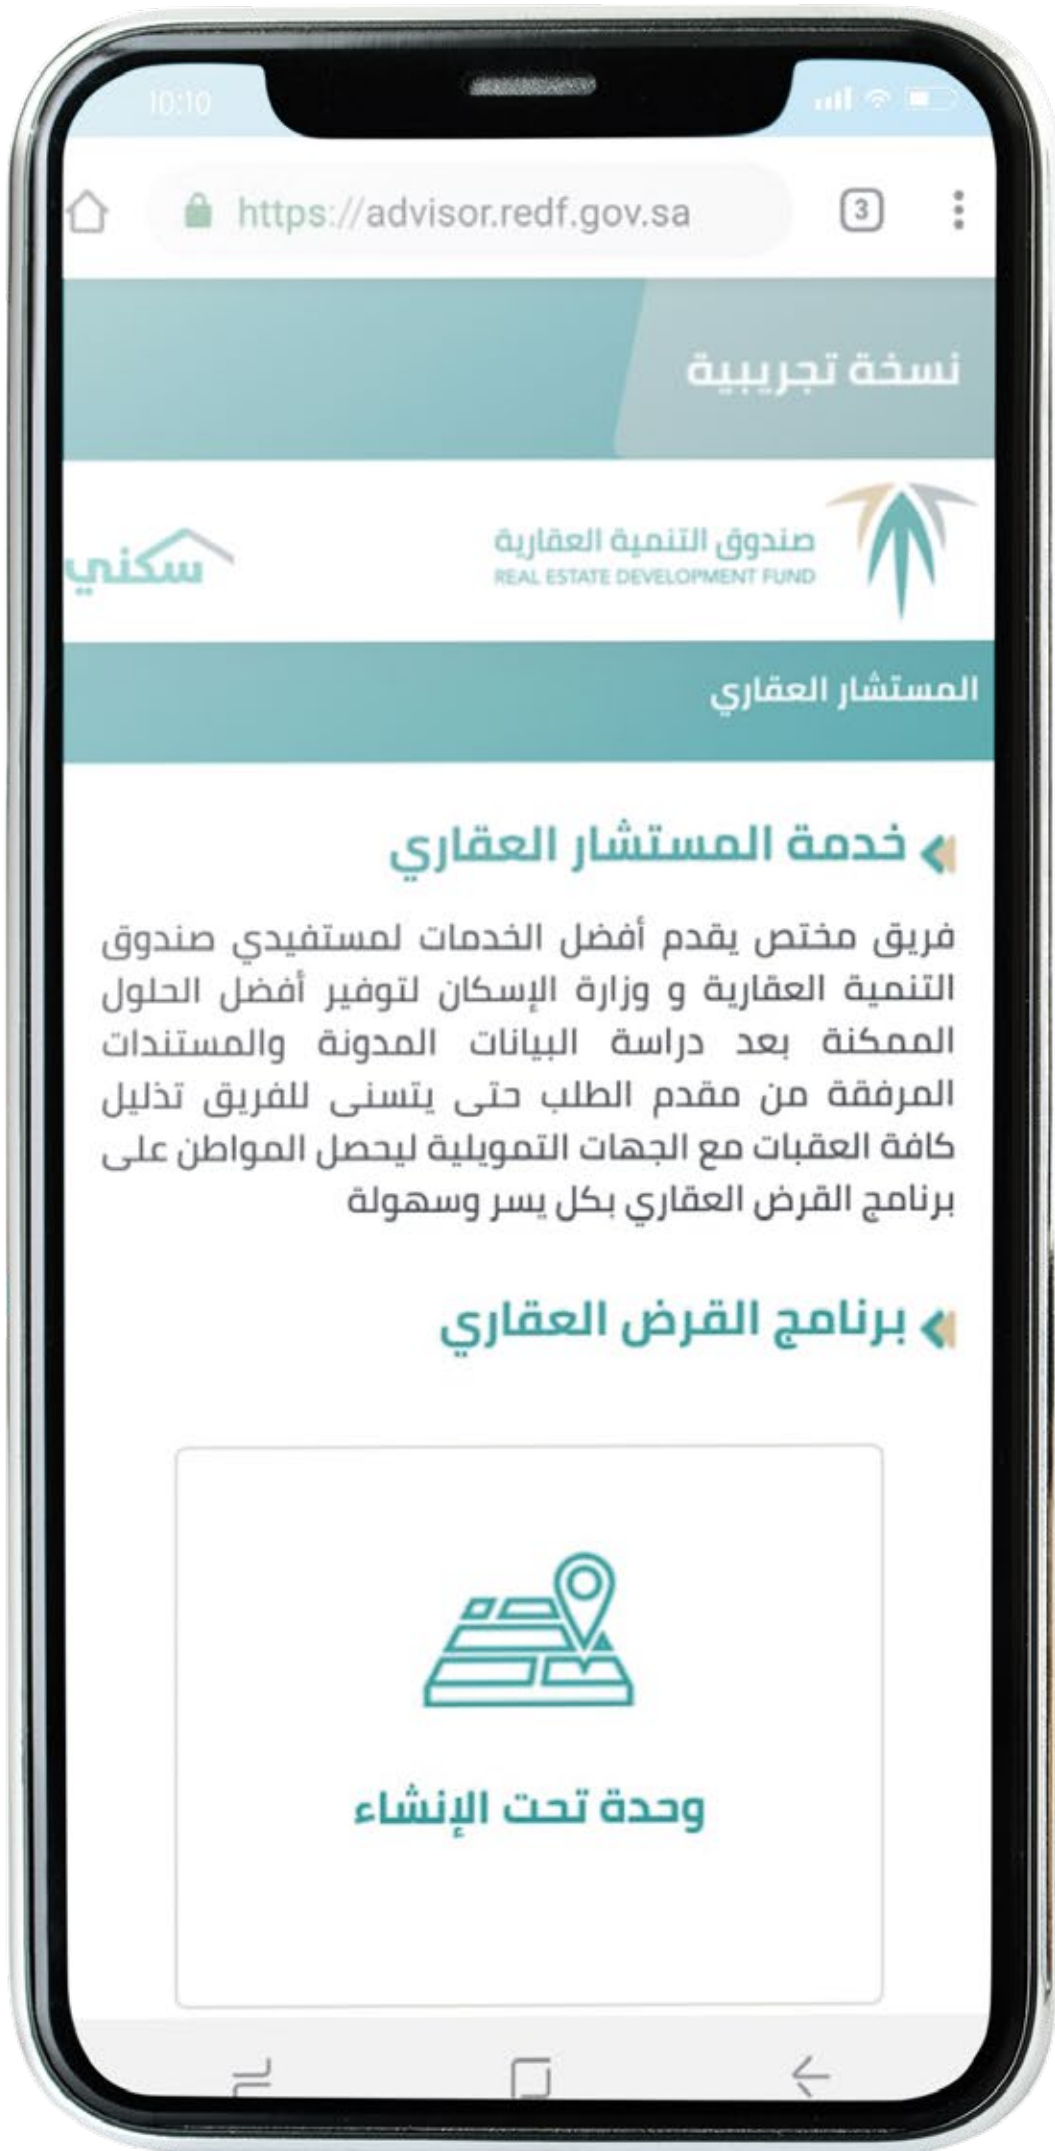 10:10
https://advisor.redf.gov.sa
3
نسخة تجريبية
صندوق التنمية العقارية
REAL ESTATE DEVELOPMENT FUND
سكني
المستشار العقاري
خدمة المستشار العقاري
فريق مختص يقدم أفضل الخدمات لمستفيدي صندوق
التنمية العقارية و وزارة الإسكان لتوفير أفضل الحلول
الممكنة بعد دراسة البيانات المدونة والمستندات
المرفقة من مقدم الطلب حتى يتسنى للفريق تذليل
كافة العقبات مع الجهات التمويلية ليحصل المواطن على
برنامج القرض العقاري بكل يسر وسهولة
برنامج القرض العقاري
وحدة تحت الإنشاء